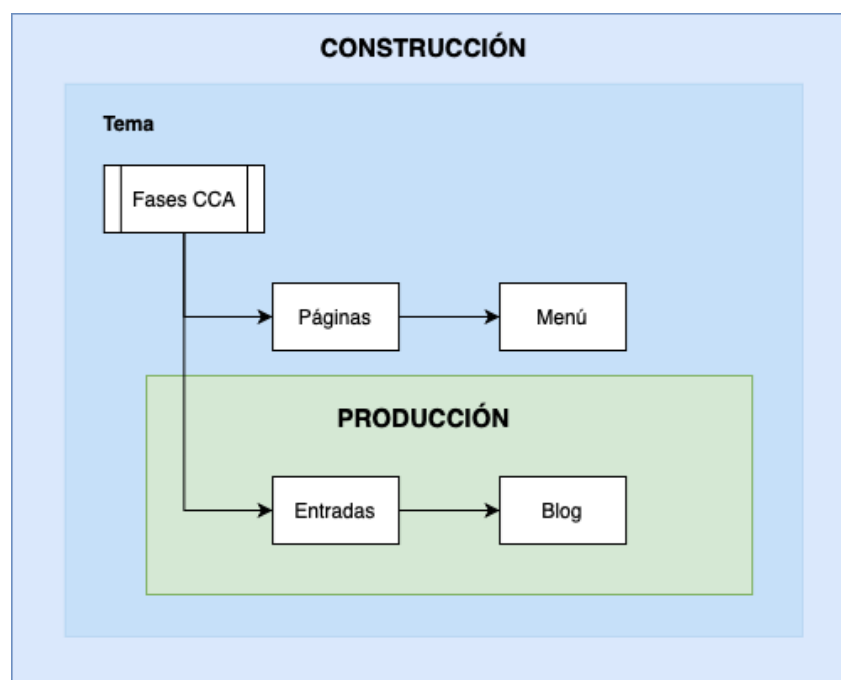 CONSTRUCCIÓN
Tema
Fases CCA
Páginas
Menú
PRODUCCIÓN
Entradas
Blog